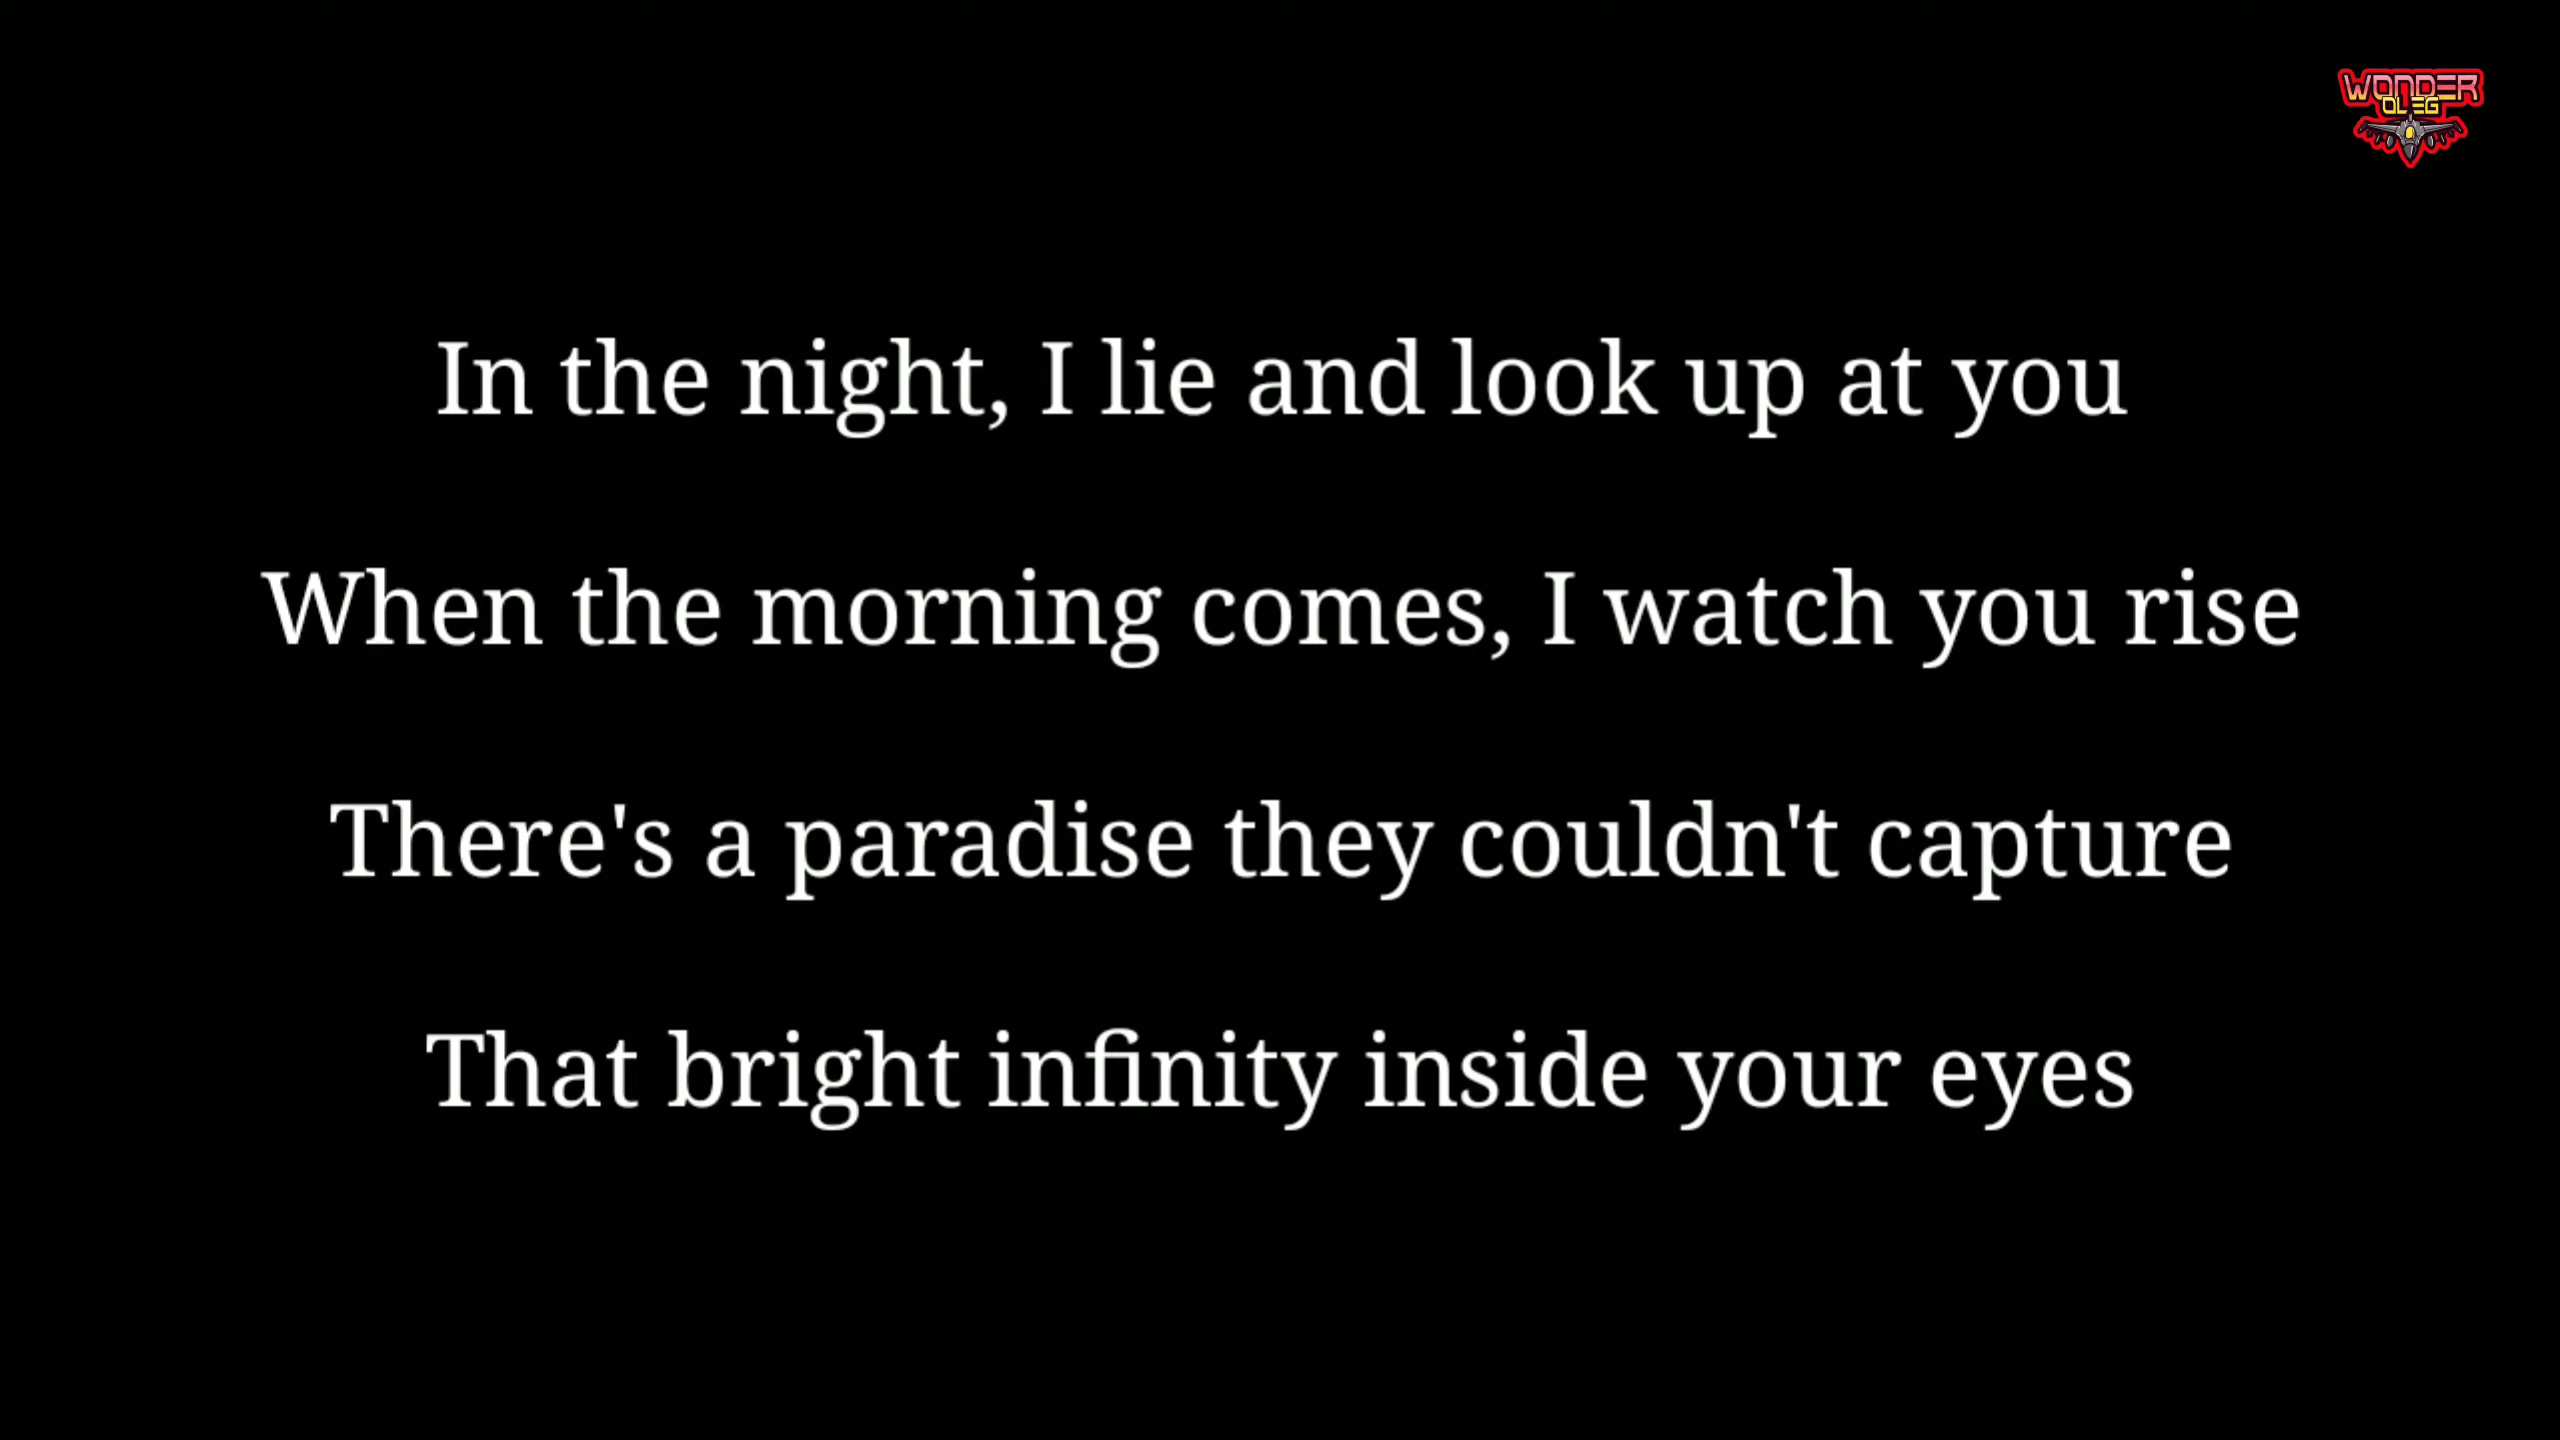 WONDER
OLEG
In the night, I lie and look up at you
When the morning comes, I watch you rise
There's a paradise they couldn't capture
That bright infinity inside your eyes